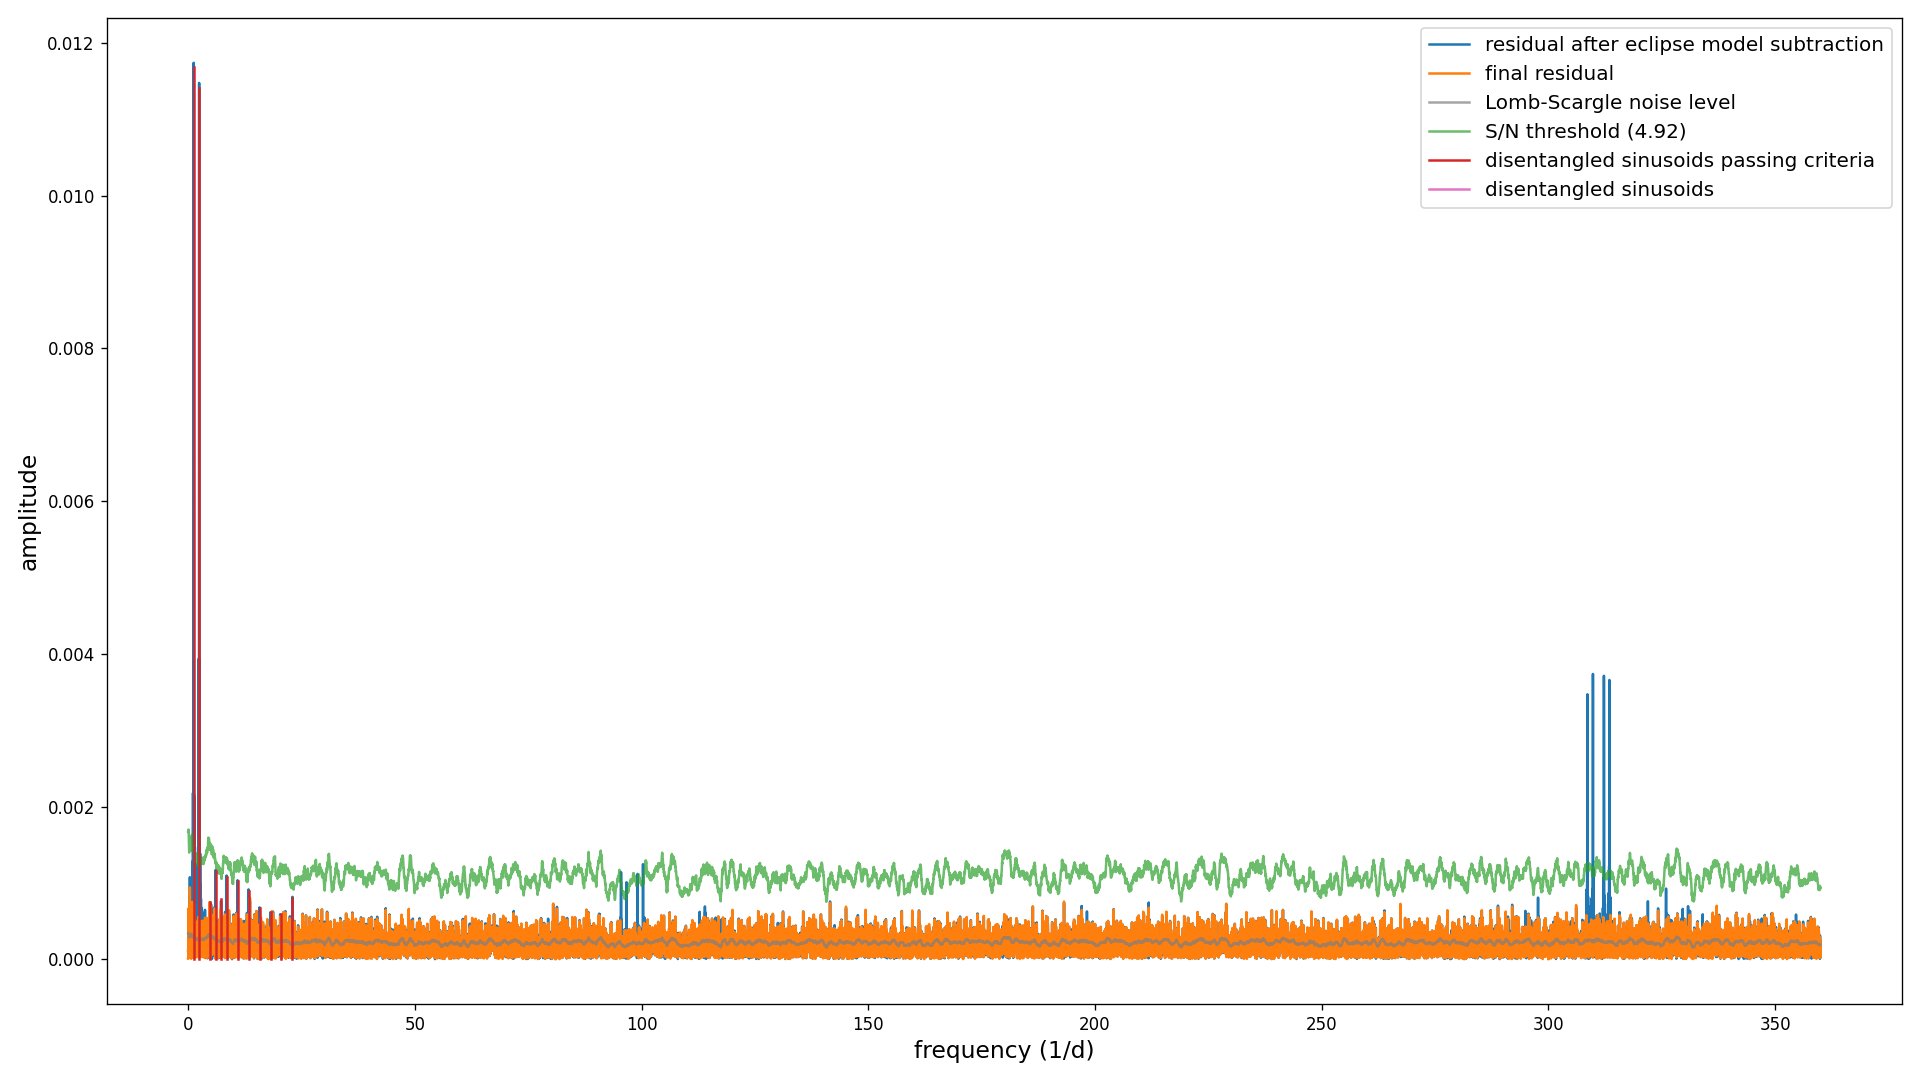 residual after eclipse model subtraction
final residual
Lomb-Scargle noise level
S/N threshold (4.92)
disentangled sinusoids passing criteria
disentangled sinusoids
0.012
0.010
0.008
0.006
0.004
0.002
0.000
amplitude
0 50 100 150 200 250 300 350
frequency (1/d)